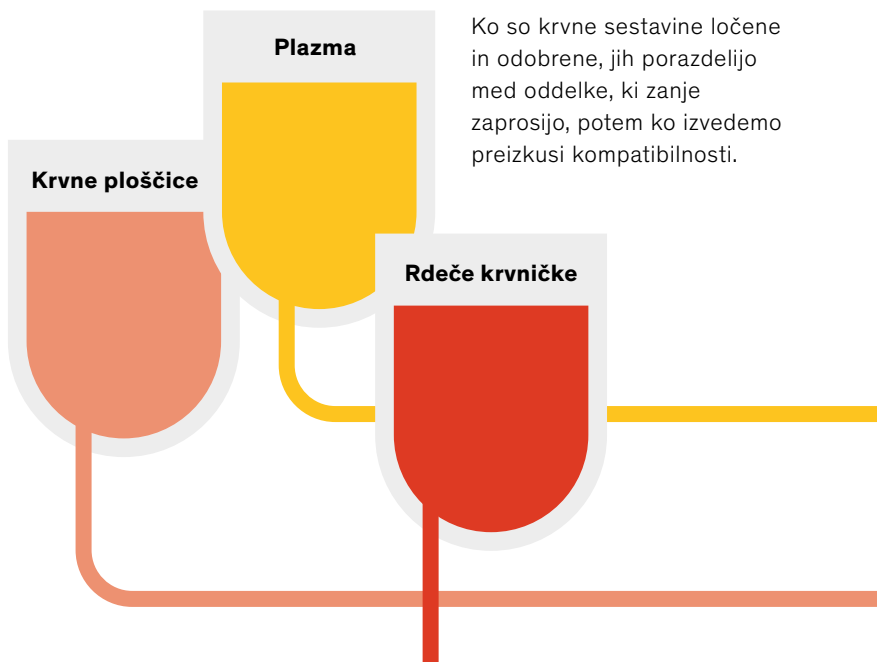 Plazma
Ko so krvne sestavine ločene
in odobrene, jih porazdelijo
med oddelke, ki zanje
zaprosijo, potem ko izvedemo
preizkusi kompatibilnosti.
Krvne ploščice
Rdeče krvničke